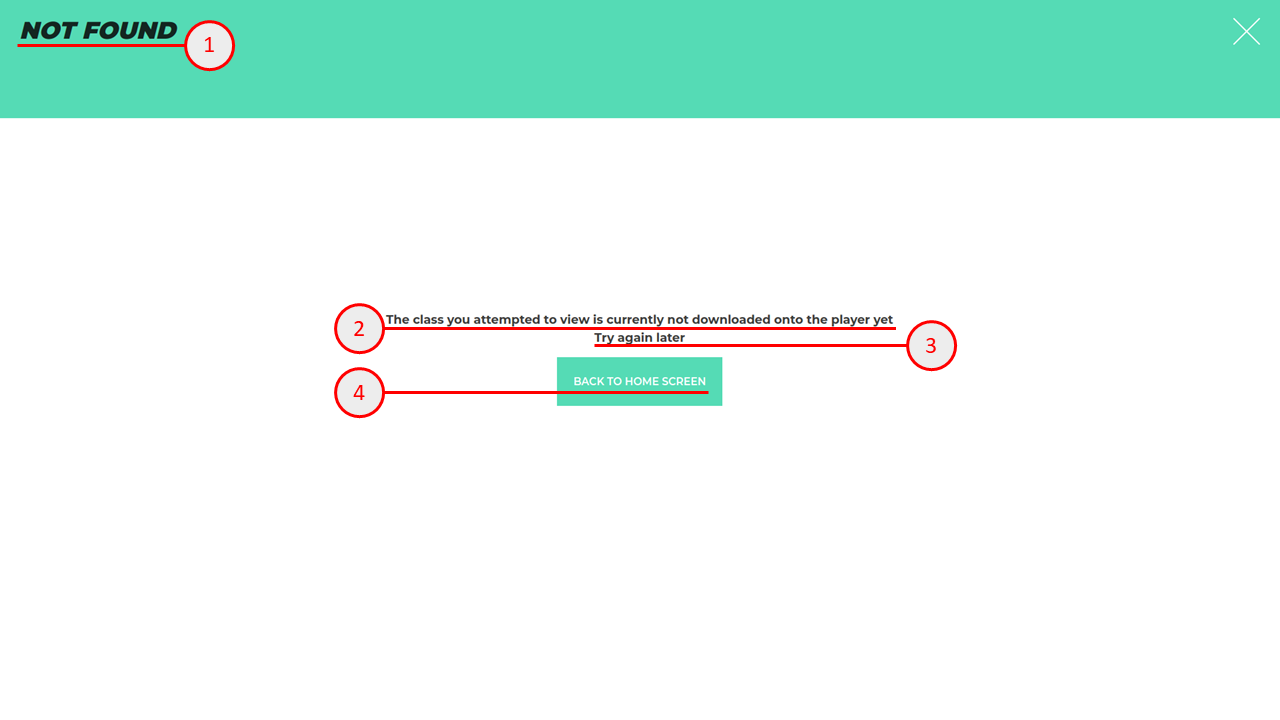 NOT FOUND
1
2
The class you attempted to view is currently not downloaded onto the player yet
Try again later
3
4
BACK TO HOME SCREEN